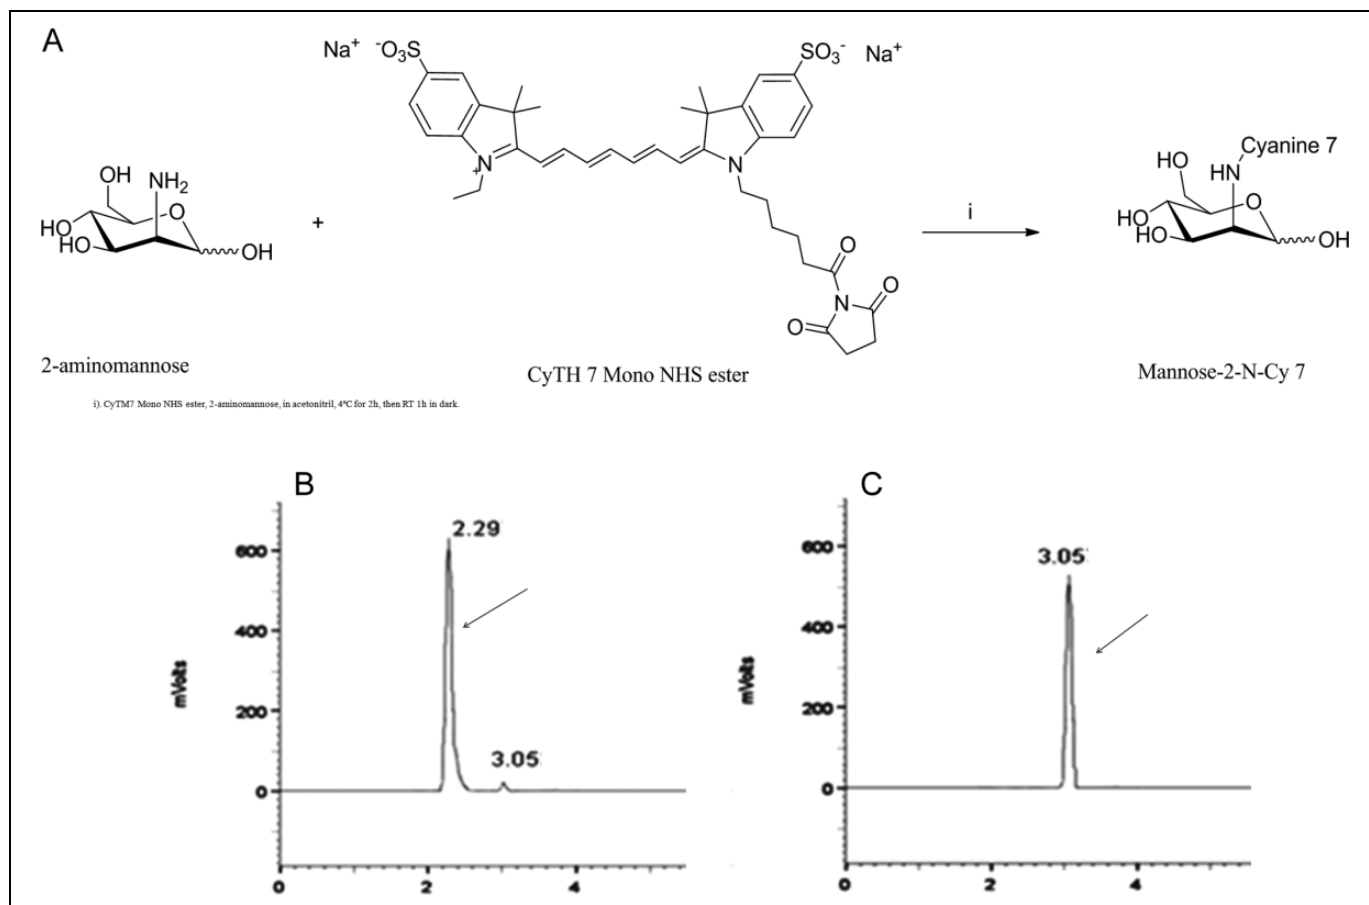 A
Na+ -O3S
SO3- Na+
N
+
N
O
N
O
O
OH
NH2
O
HO
HO
OH
+
i
HO
Cyanine 7
HN
O
HO
HO
OH
2-aminomannose
CyTH 7 Mono NHS ester
Mannose-2-N-Cy 7
i). CyTM7 Mono NHS ester, 2-aminomannose, in acetonitril, 4°C for 2h, then RT 1h in dark.
B
2.29
600
400
200
0
mVolts
3.05
0 2 4
C
3.05
600
400
200
0
mVolts
0 2 4